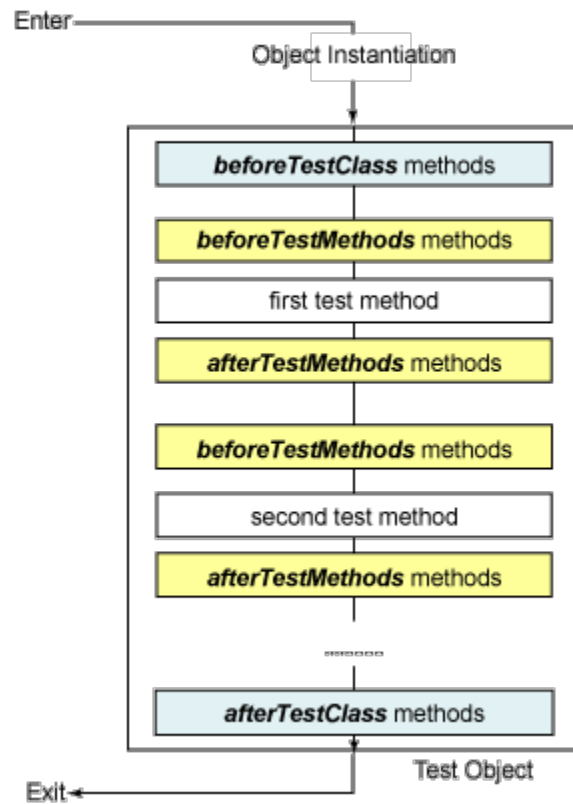 Enter
Object Instantiation
beforeTestClass methods
beforeTestMethods methods
first test method
afterTestMethods methods
beforeTestMethods methods
second test method
afterTestMethods methods
........
afterTestClass methods
Test Object
Exit